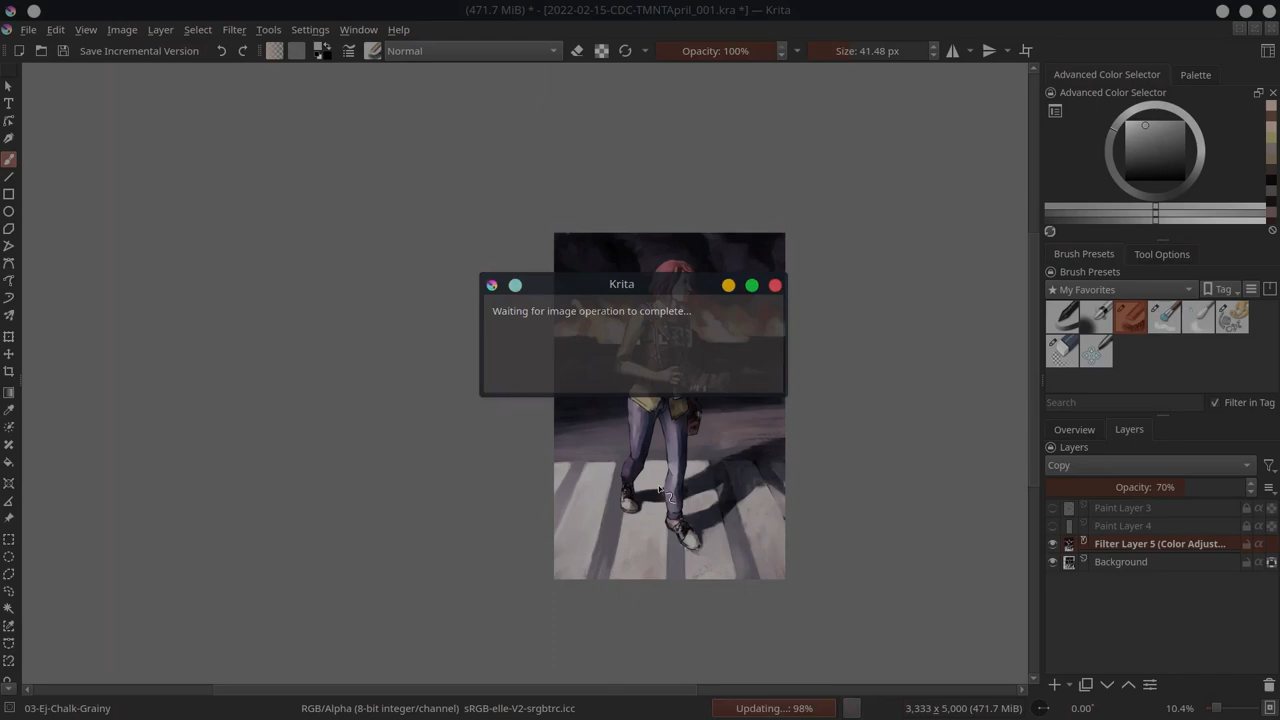 (471.7 MiB) * - [2022-02-15-CDC-TMNTApril_001.kra *] — Krita
File Edit View Image Layer Select Filter Tools Settings Window Help
Save Incremental Version Normal Opacity: 100% Size: 41.48 px
Advanced Color Selector Palette
Advanced Color Selector
Brush Presets Tool Options
Brush Presets
My Favorites Tag
Search Filter in Tag
Overview Layers
Layers
Copy
Opacity: 70%
Paint Layer 3
Paint Layer 4
Filter Layer 5 (Color Adjust...
Background
Krita
Waiting for image operation to complete...
03-Ej-Chalk-Grainy RGB/Alpha (8-bit integer/channel) sRGB-elle-V2-srgbtrc.icc Updating...: 98% 3,333 x 5,000 (471.7 MiB) 0.00° 10.4%